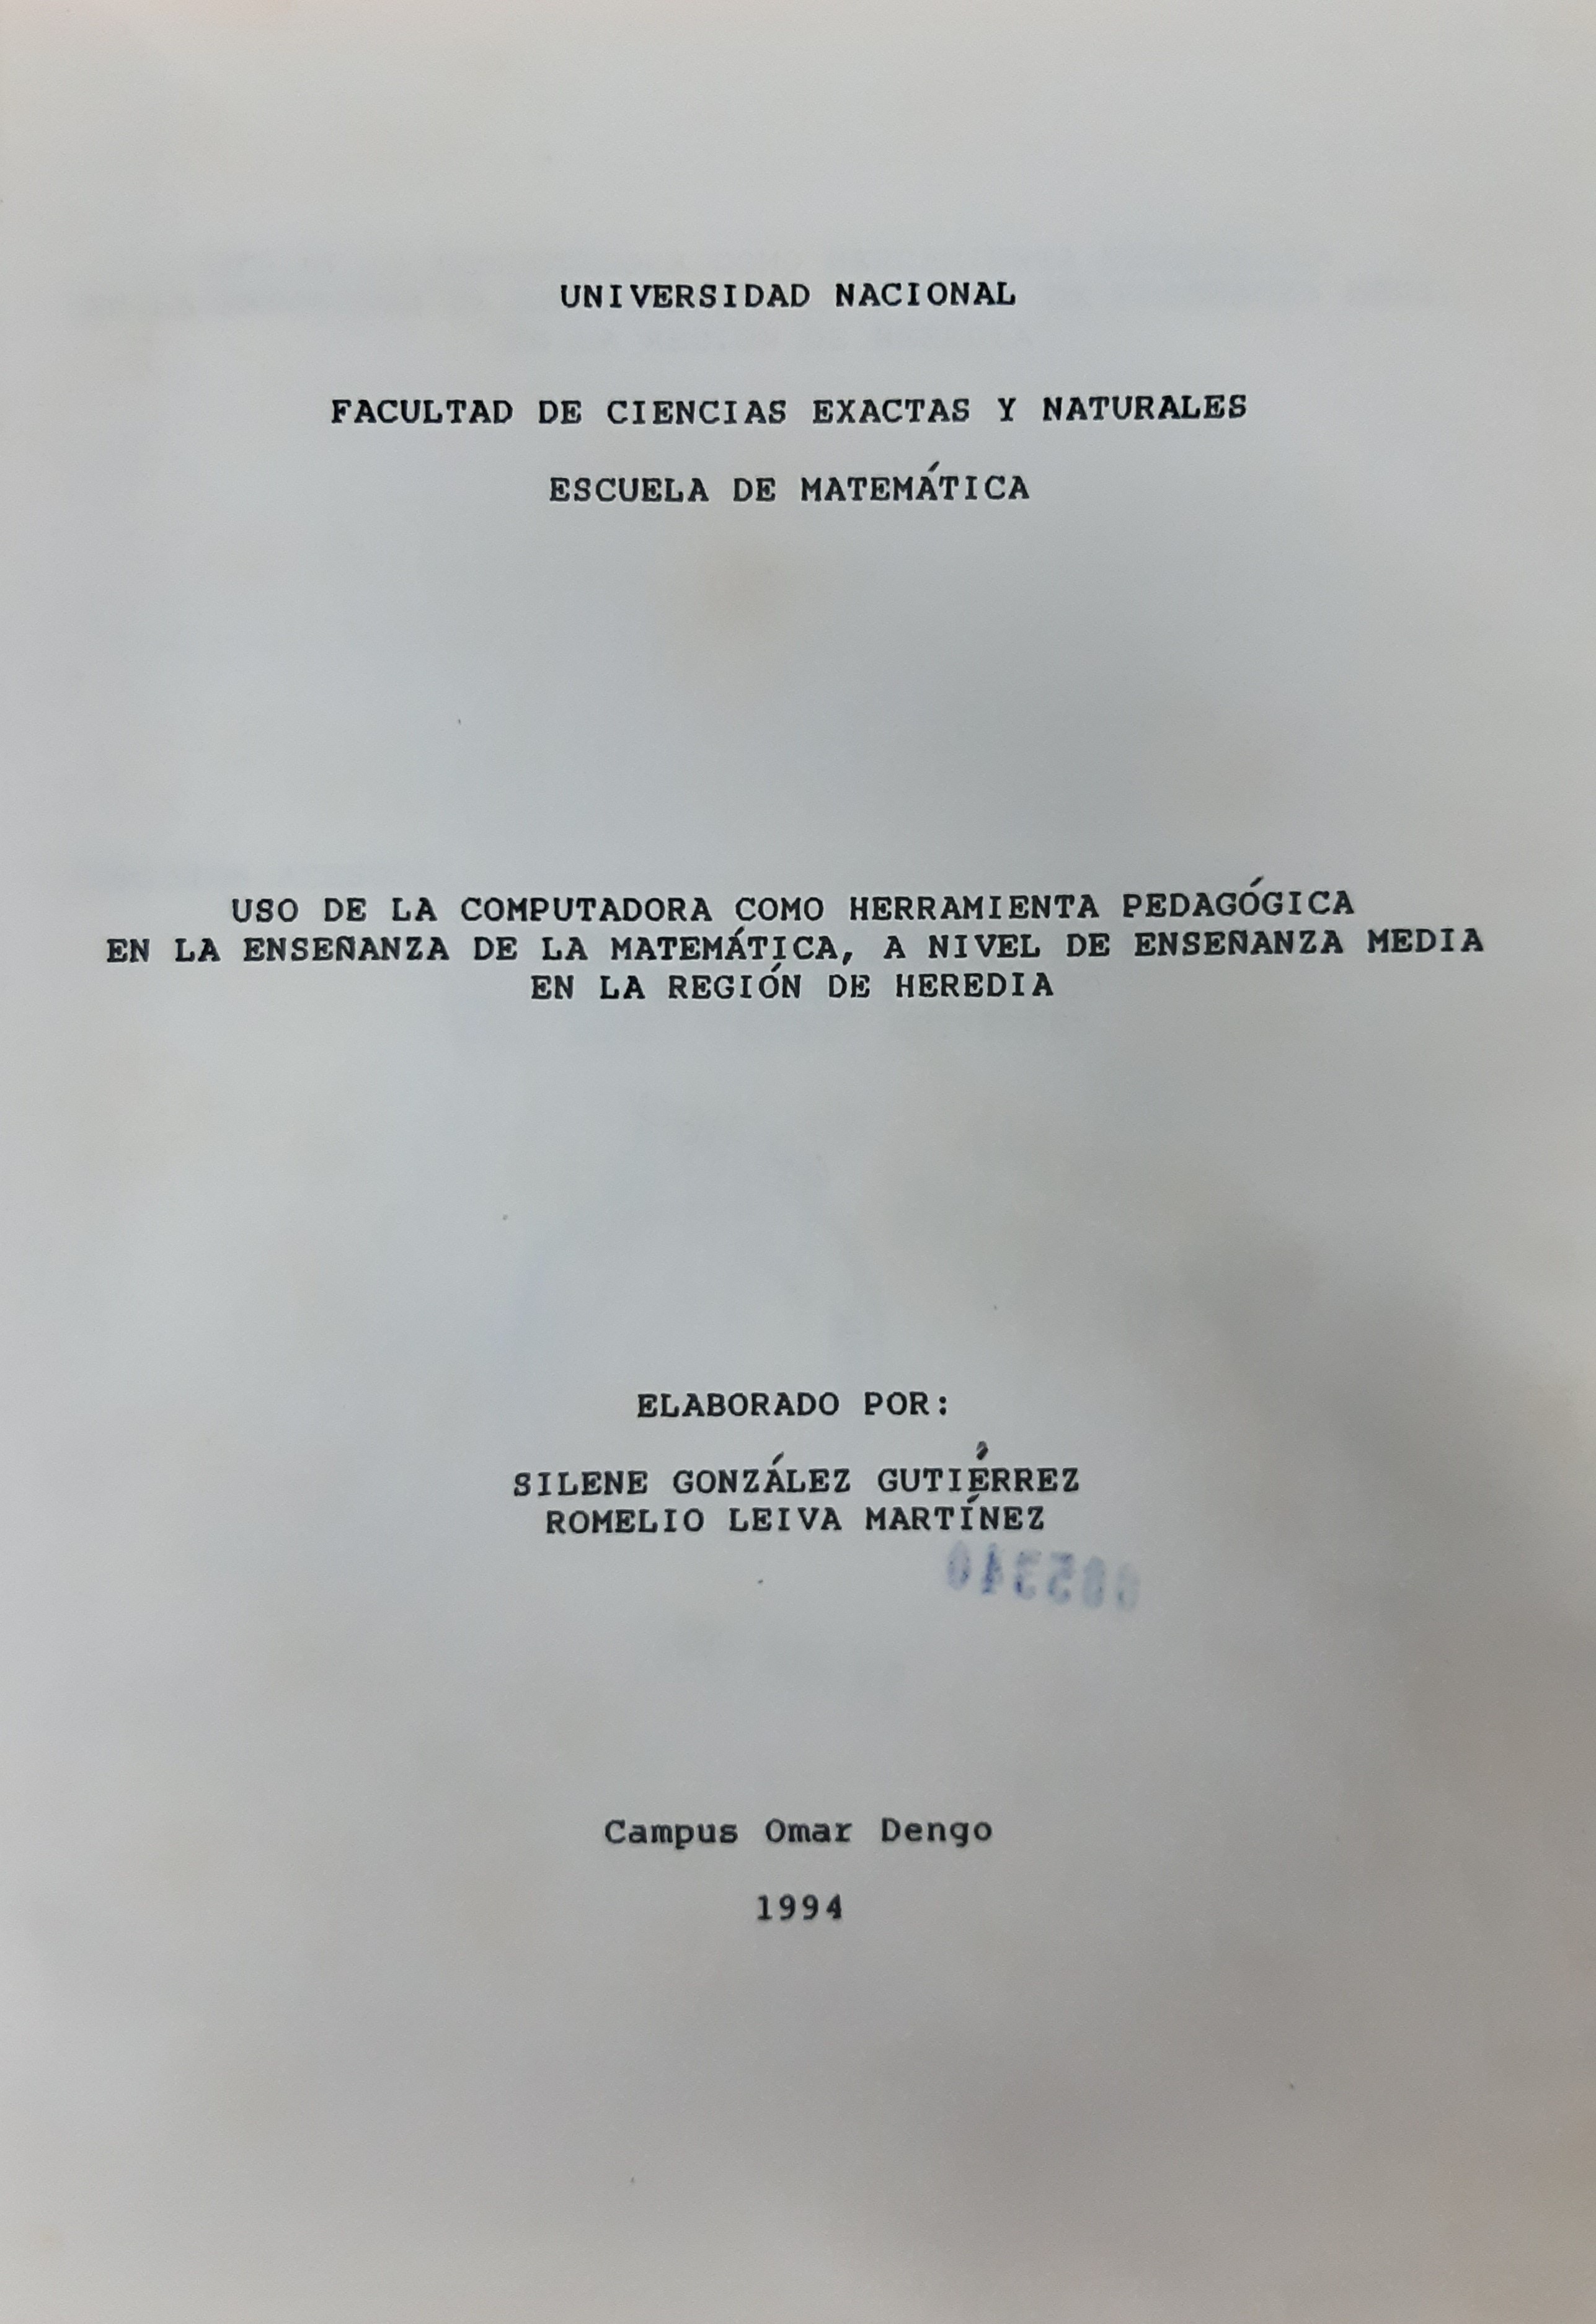 UNIVERSIDAD NACIONAL
FACULTAD DE CIENCIAS EXACTAS Y NATURALES
ESCUELA DE MATEMÁTICA
USO DE LA COMPUTADORA COMO HERRAMIENTA PEDAGÓGICA
EN LA ENSEÑANZA DE LA MATEMÁTICA, A NIVEL DE ENSEÑANZA MEDIA
EN LA REGIÓN DE HEREDIA
ELABORADO POR:
SILENE GONZÁLEZ GUTIÉRREZ
ROMELIO LEIVA MARTÍNEZ
Campus Omar Dengo
1994